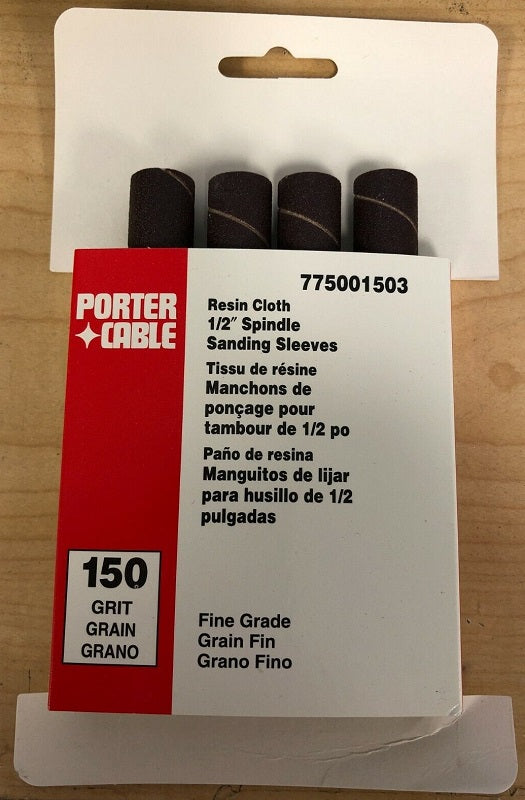 775001503
PORTER
CABLE
Resin Cloth
1/2″ Spindle
Sanding Sleeves
Tissu de résine
Manchons de
ponçage pour
tambour de 1/2 po
Paño de resina
Manguitos de lijar
para husillo de 1/2
pulgadas
150
GRIT
GRAIN
GRANO
Fine Grade
Grain Fin
Grano Fino